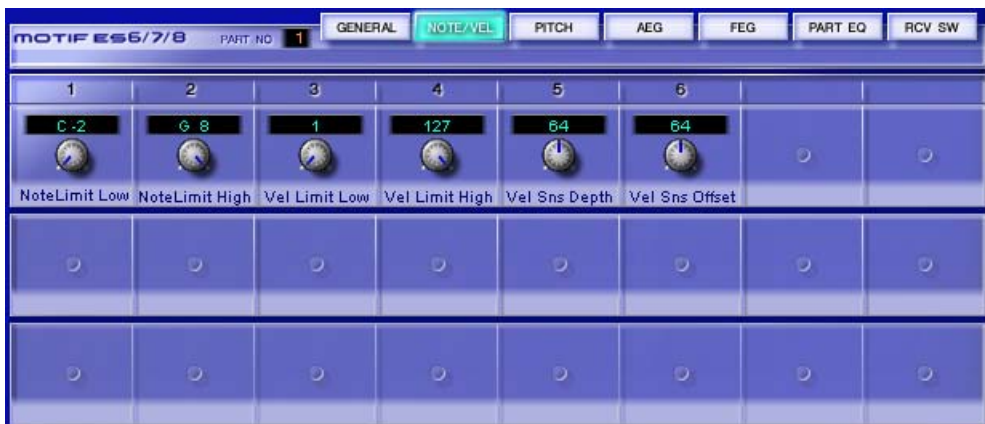 MOTIF ES6/7/8 PART NO 1 GENERAL NOTE/VEL PITCH AEG FEG PART EQ RCV SW
1 2 3 4 5 6
C -2 G 8 1 127 64 64
NoteLimit Low NoteLimit High Vel Limit Low Vel Limit High Vel Sns Depth Vel Sns Offset